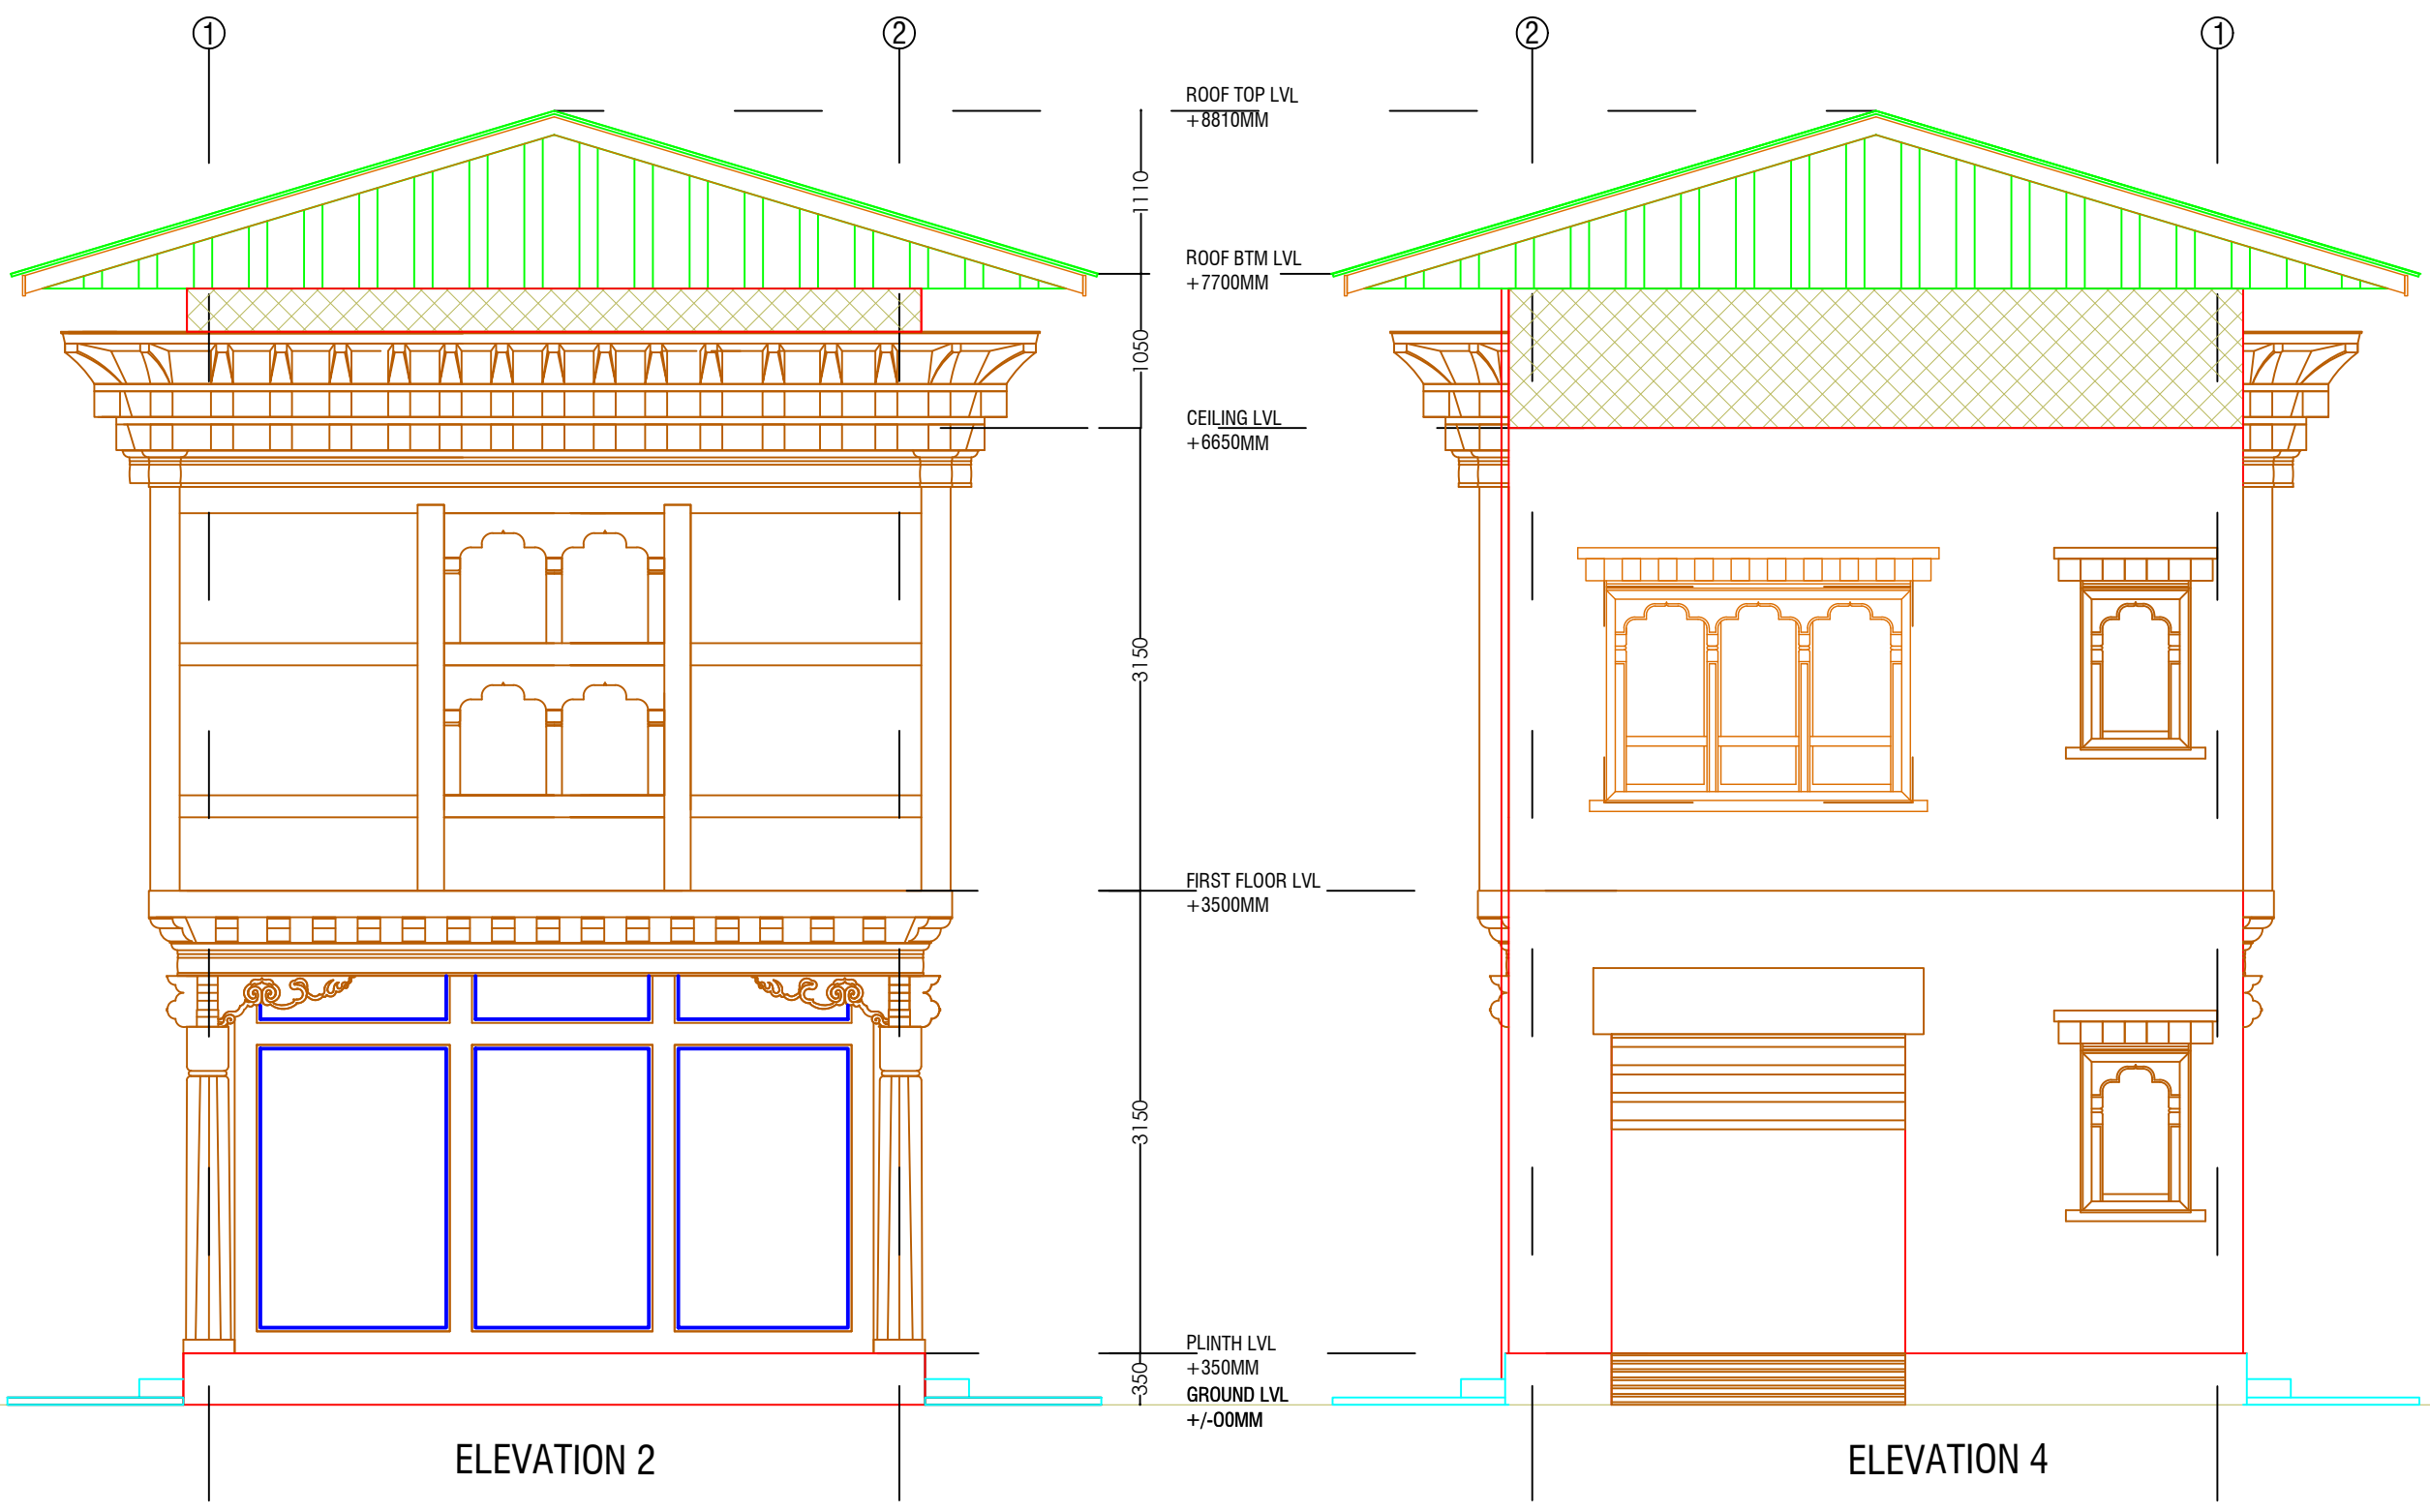 1
2
2
1
ROOF TOP LVL
+8810MM
1110
ROOF BTM LVL
+7700MM
1050
CEILING LVL
+6650MM
3150
FIRST FLOOR LVL
+3500MM
3150
PLINTH LVL
+350MM
350
GROUND LVL
+/-00MM
ELEVATION 2
ELEVATION 4